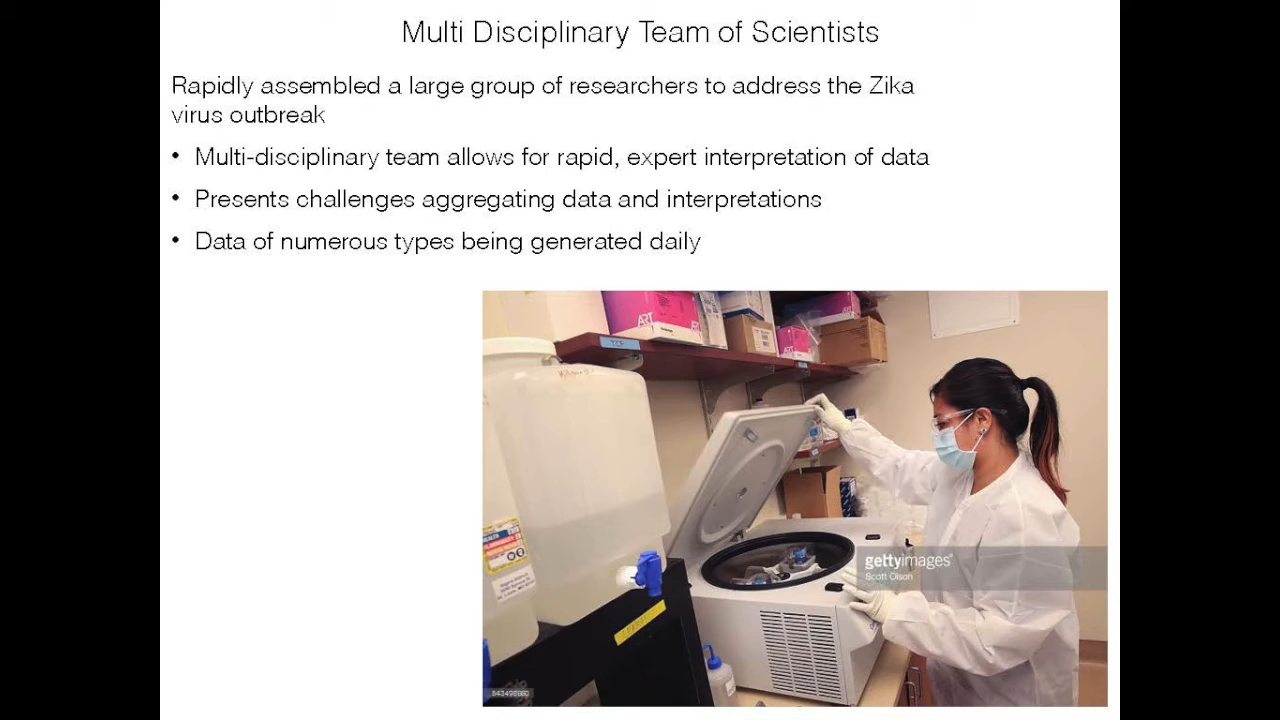 Multi Disciplinary Team of Scientists
Rapidly assembled a large group of researchers to address the Zika
virus outbreak
• Multi-disciplinary team allows for rapid, expert interpretation of data
• Presents challenges aggregating data and interpretations
• Data of numerous types being generated daily
ART
ART
gettyimages®
Scott Olson